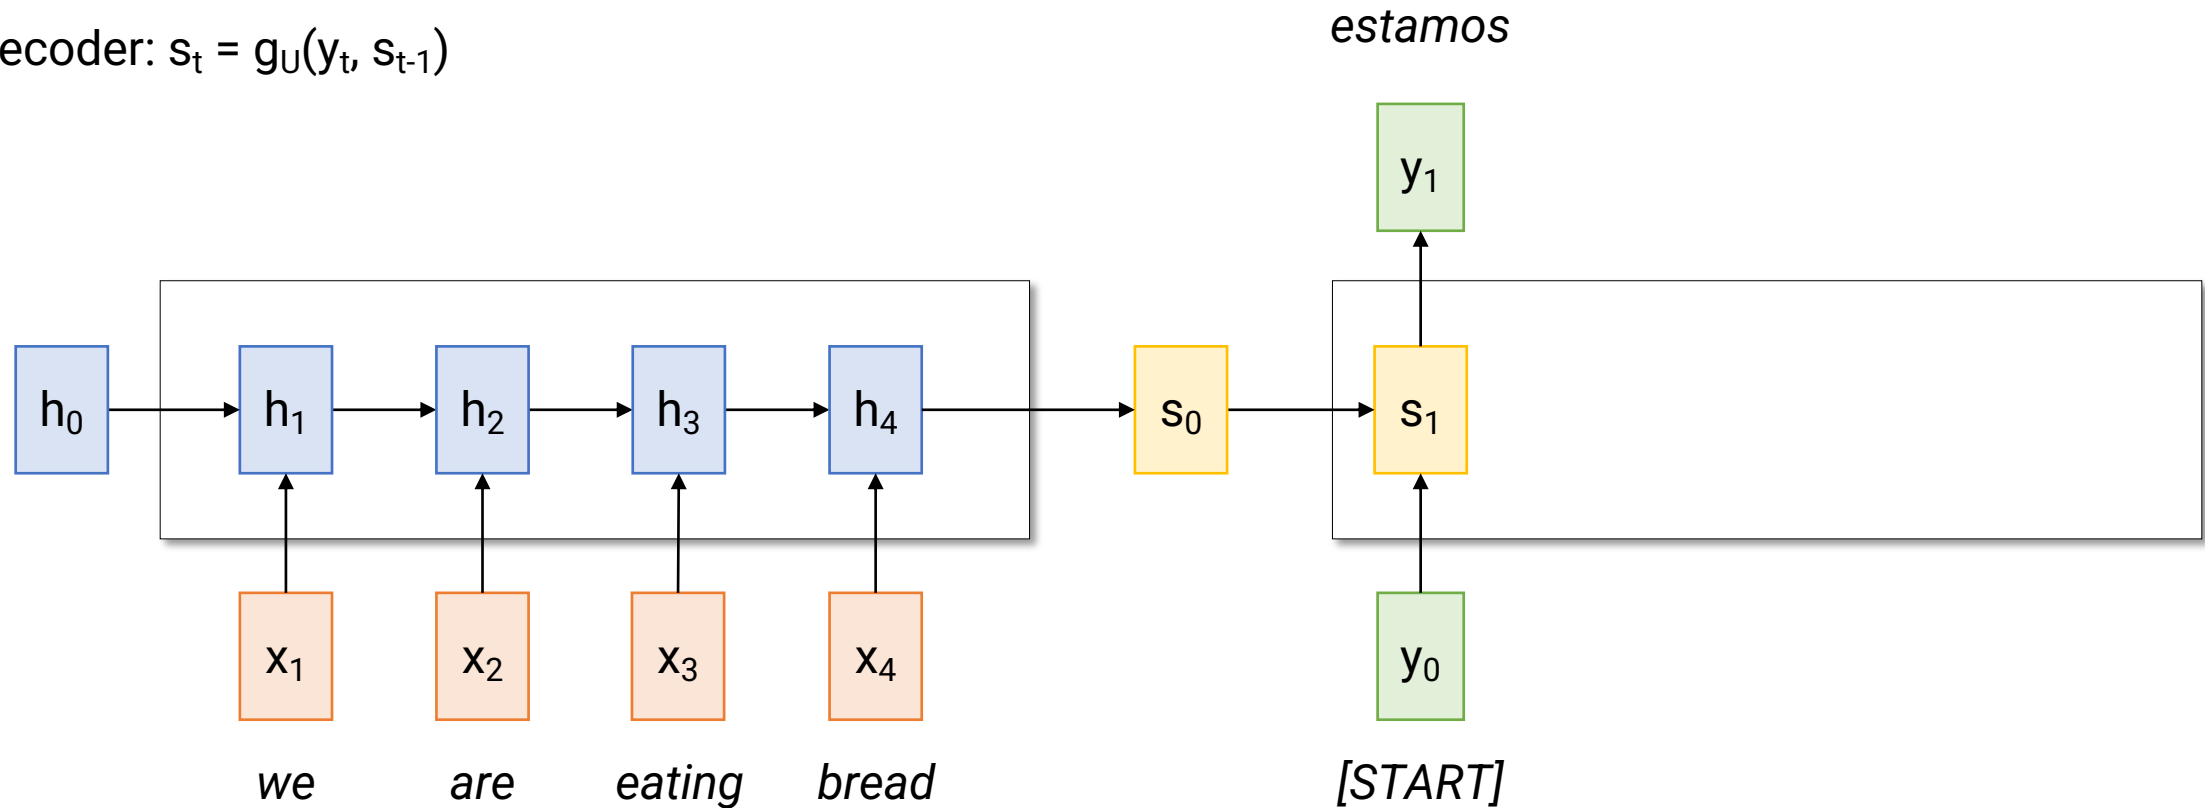 estamos
ecoder: sₜ = g_U(yₜ, sₜ₋₁)
y₁
h₀ h₁ h₂ h₃ h₄ s₀ s₁
x₁ x₂ x₃ x₄ y₀
we are eating bread [START]